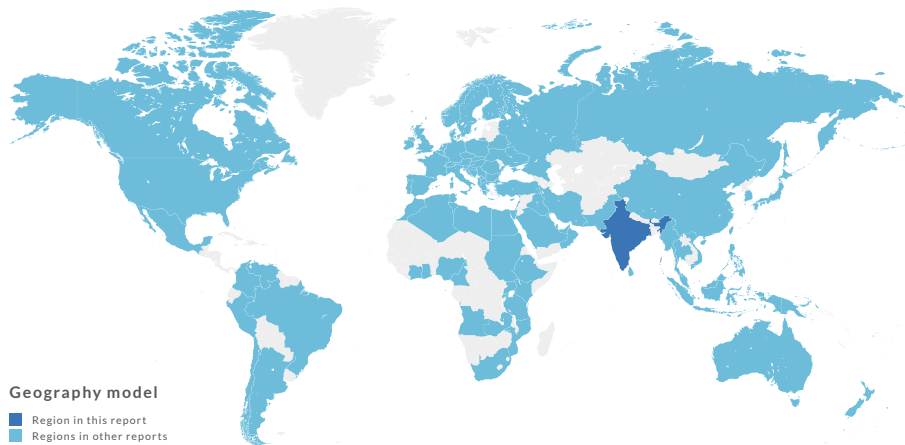 Geography model
Region in this report
Regions in other reports